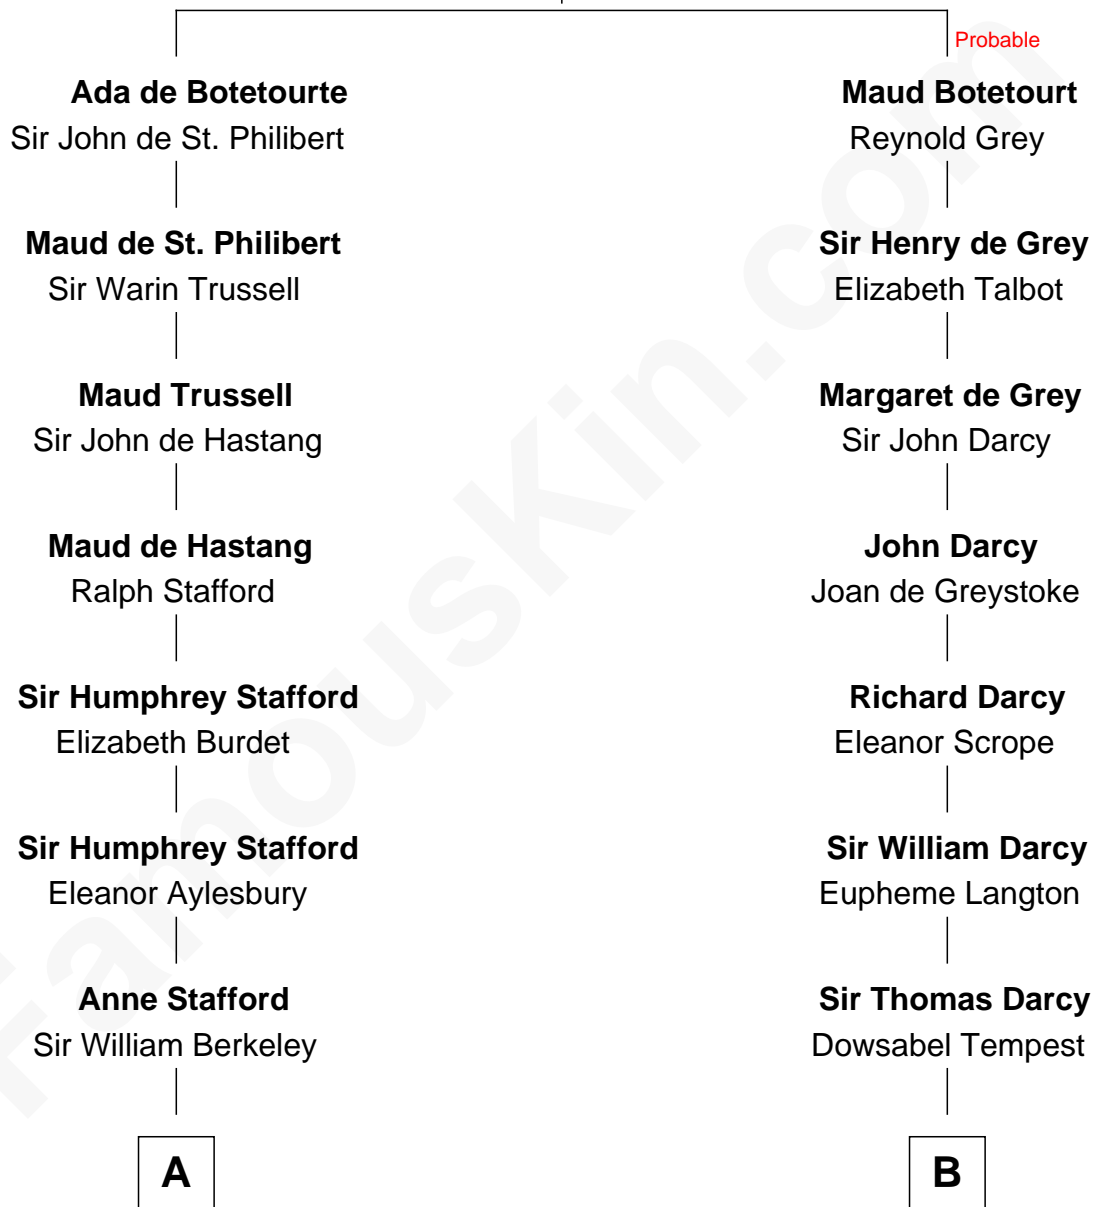 Probable
Ada de Botetourte
Sir John de St. Philibert
Maud Botetourt
Reynold Grey
Maud de St. Philibert
Sir Warin Trussell
Sir Henry de Grey
Elizabeth Talbot
Maud Trussell
Sir John de Hastang
Margaret de Grey
Sir John Darcy
Maud de Hastang
Ralph Stafford
John Darcy
Joan de Greystoke
Sir Humphrey Stafford
Elizabeth Burdet
Richard Darcy
Eleanor Scrope
Sir Humphrey Stafford
Eleanor Aylesbury
Sir William Darcy
Eupheme Langton
Anne Stafford
Sir William Berkeley
Sir Thomas Darcy
Dowsabel Tempest
A
B
FamousKin.com